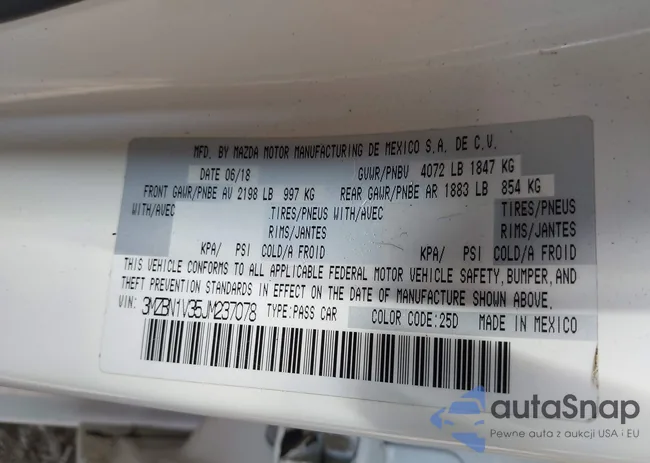 MFD. BY MAZDA MOTOR MANUFACTURING DE MEXICO S.A. DE C.V.
DATE 06/18 GVWR/PNBV 4072 LB 1847 KG
FRONT GAWR/PNBE AV 2198 LB 997 KG REAR GAWR/PNBE AR 1883 LB 854 KG
WITH/AVEC TIRES/PNEUS WITH/AVEC TIRES/PNEUS
RIMS/JANTES RIMS/JANTES
KPA/ PSI COLD/A FROID KPA/ PSI COLD/A FROID
THIS VEHICLE CONFORMS TO ALL APPLICABLE FEDERAL MOTOR VEHICLE SAFETY, BUMPER, AND
THEFT PREVENTION STANDARDS IN EFFECT ON THE DATE OF MANUFACTURE SHOWN ABOVE.
VIN: 3MZBN1V35JM237078 TYPE:PASS CAR COLOR CODE:25D MADE IN MEXICO
autaSnap
Pewne auta z aukcji USA i EU